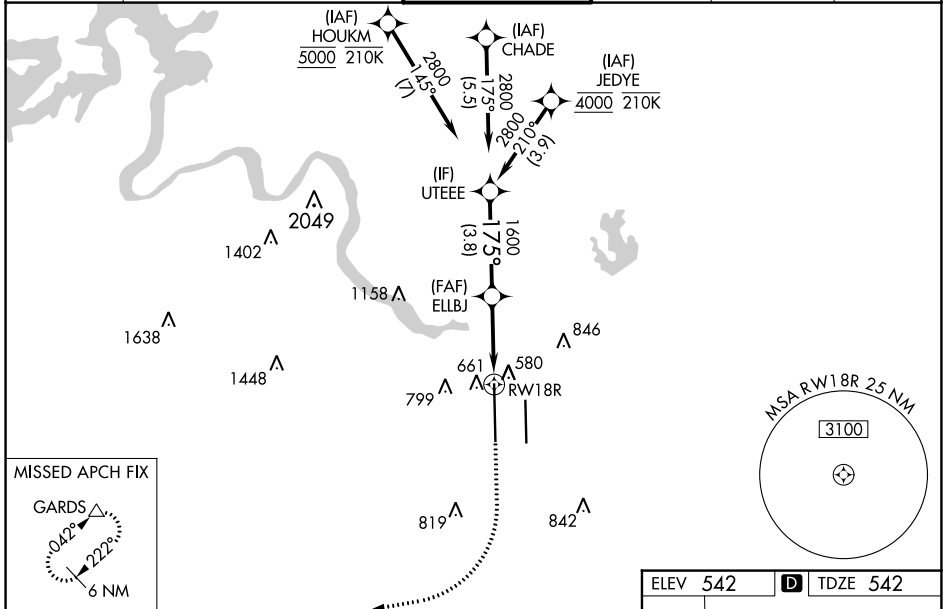 (IAF)
HOUKM
5000 210K
(IAF)
CHADE
(IAF)
JEDYE
4000 210K
2800
145°
(7)
2800
175°
(5.5)
2800
210°
(3.9)
(IF)
UTEEE
1600
175°
(3.8)
2049
1402
1158
(FAF)
ELLBJ
1638
846
1448
661
580
799
RW18R
MSA RW18R 25 NM
3100
MISSED APCH FIX
GARDS
042°
222°
6 NM
819
842
ELEV 542 D TDZE 542